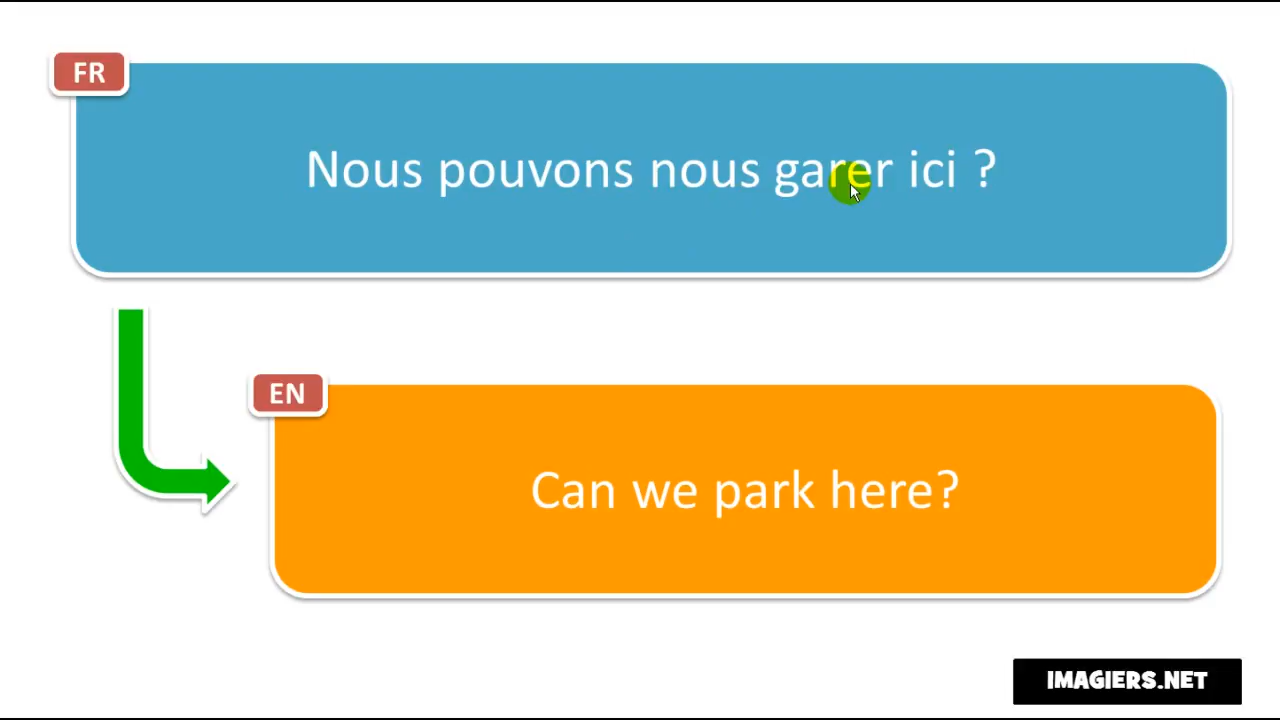 FR
Nous pouvons nous garer ici ?
EN
Can we park here?
IMAGIERS.NET